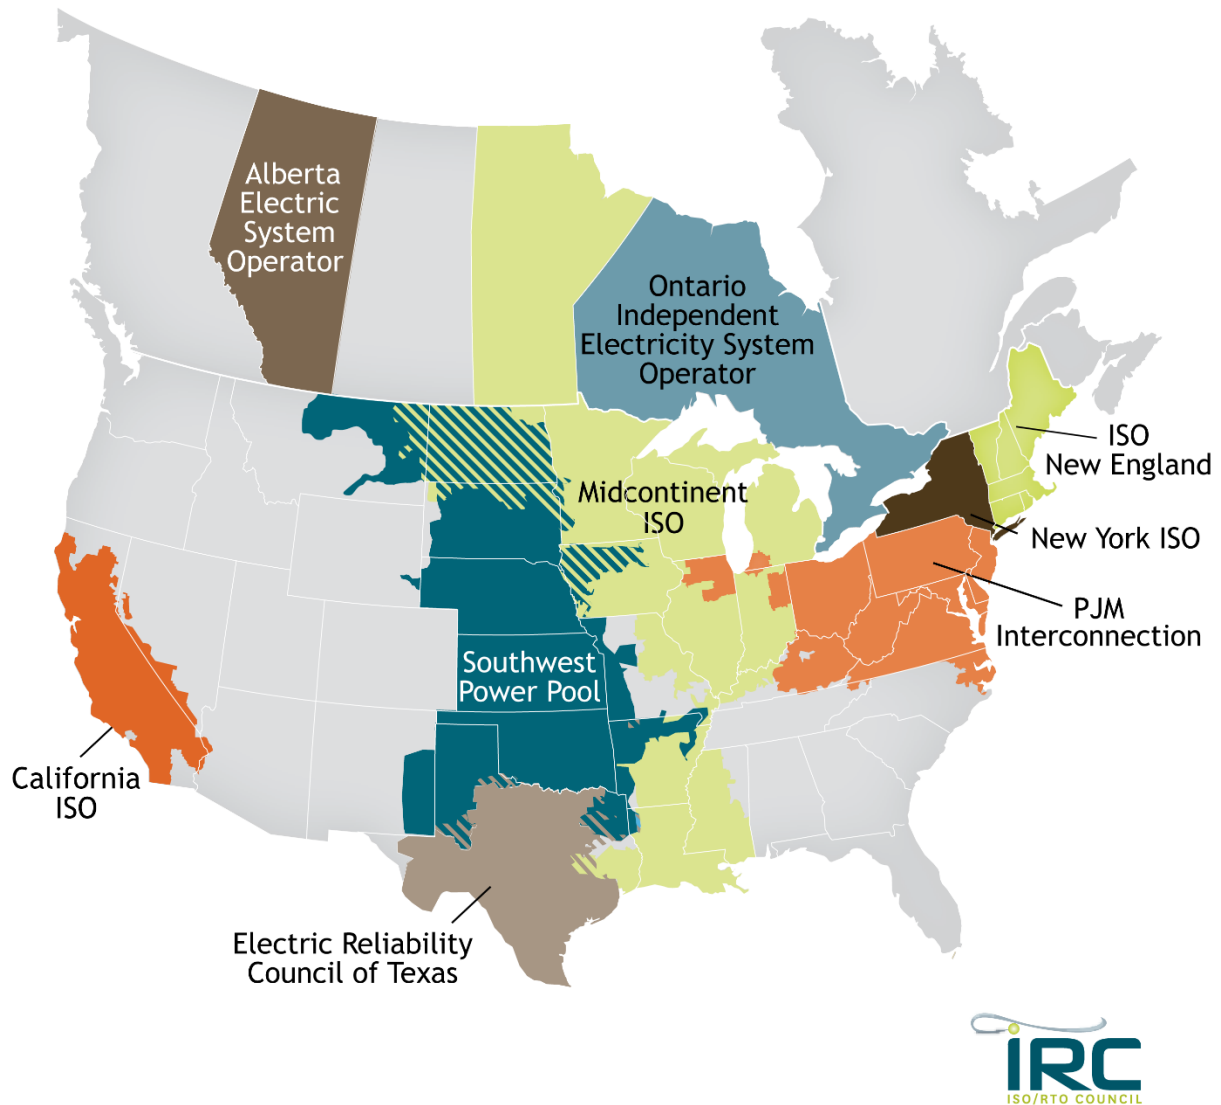 Alberta
Electric
System
Operator
Ontario
Independent
Electricity System
Operator
ISO
New England
Midcontinent
ISO
New York ISO
PJM
Interconnection
Southwest
Power Pool
California
ISO
Electric Reliability
Council of Texas
iRC
ISO/RTO COUNCIL